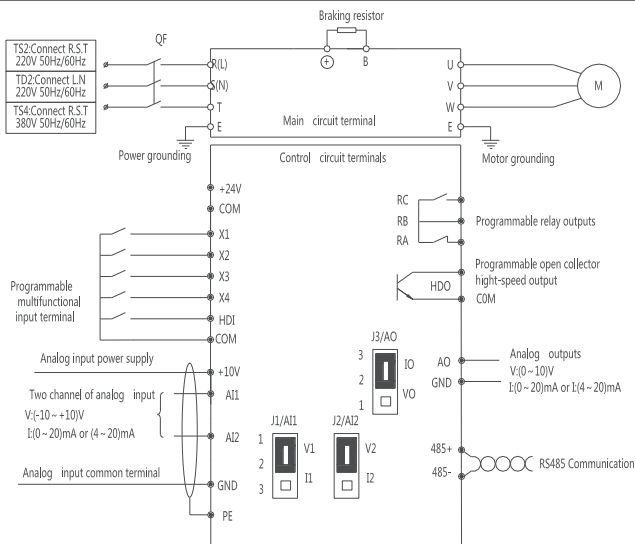 Braking resistor
TS2:Connect R.S.T
220V 50Hz/60Hz
TD2:Connect L.N
220V 50Hz/60Hz
TS4:Connect R.S.T
380V 50Hz/60Hz
QF
R(L)
S(N)
T
E
+
B
U
V
W
E
M
Main circuit terminal
Power grounding
Motor grounding
Control circuit terminals
+24V
COM
X1
X2
X3
X4
HDI
COM
Programmable
multifunctional
input terminal
Analog input power supply
+10V
Two channel of analog input
V:(-10~+10)V
I:(0~20)mA or (4~20)mA
AI1
AI2
Analog input common terminal
GND
PE
J1/AI1
1
2
3
V1
I1
J2/AI2
V2
I2
J3/AO
3
2
1
IO
VO
RC
RB
RA
Programmable relay outputs
HDO
COM
Programmable open collector
hight-speed output
AO
GND
Analog outputs
V:(0~10)V
I:(0~20)mA or I:(4~20)mA
485+
485-
RS485 Communication